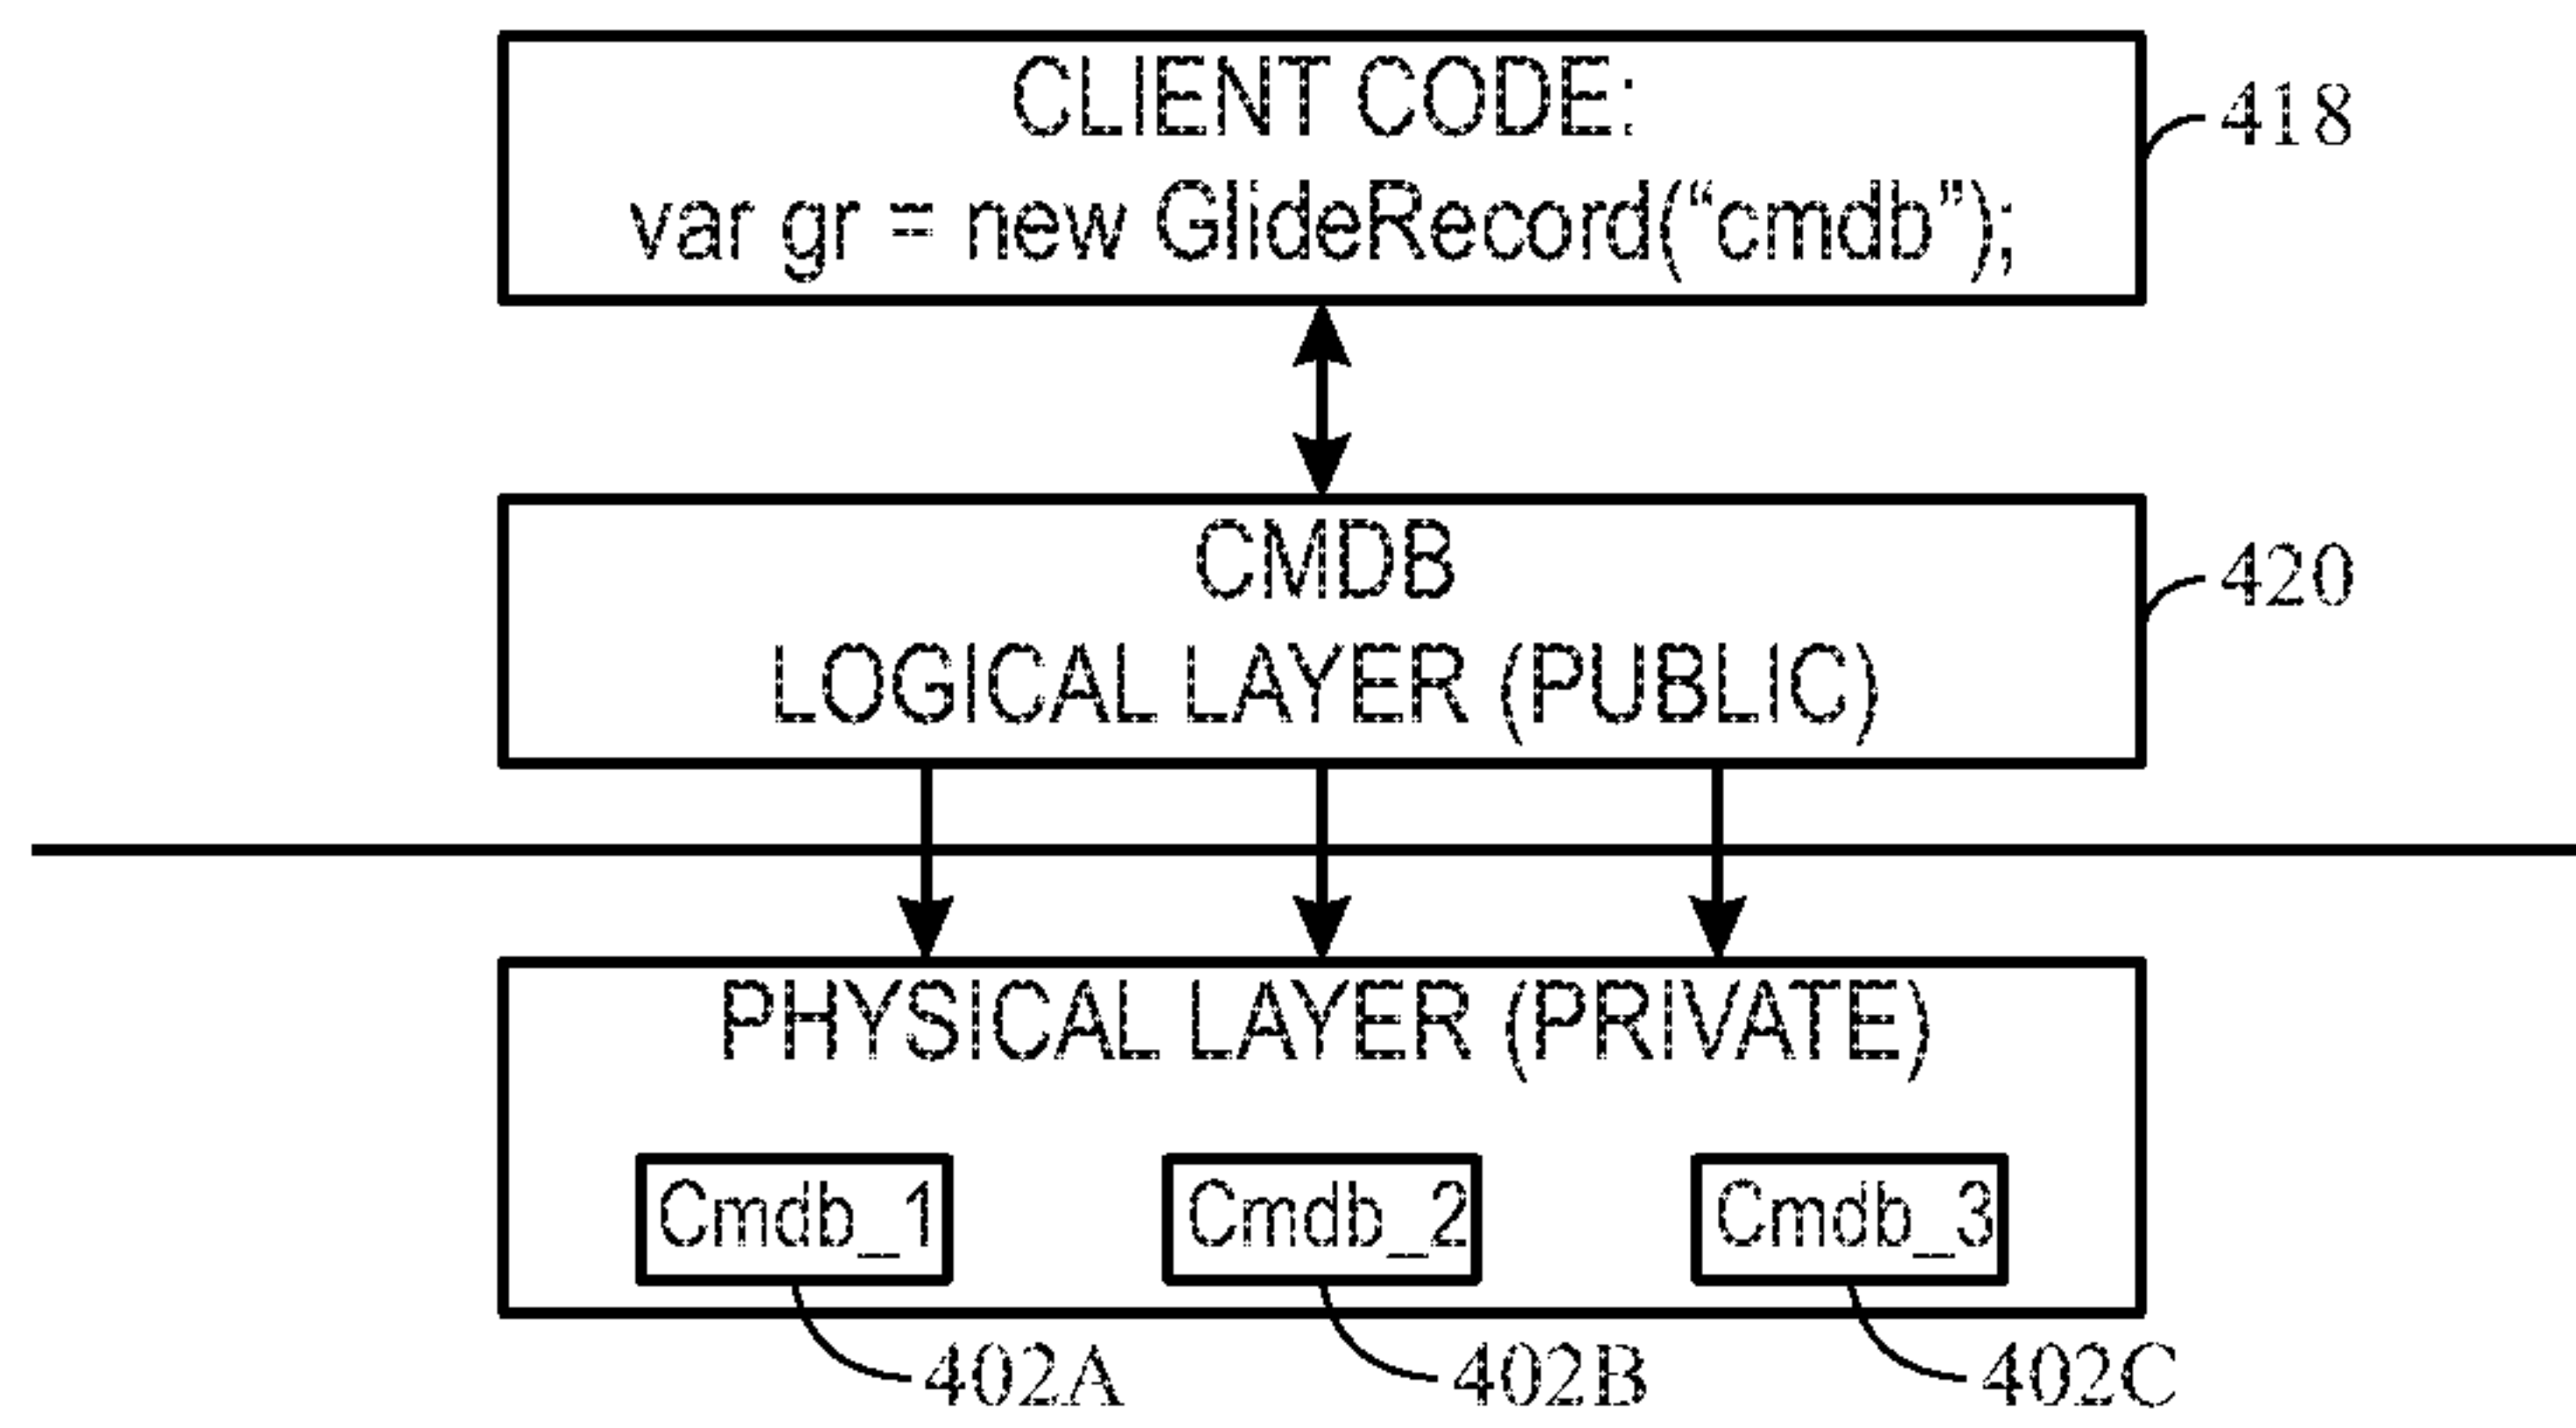 CLIENT CODE:
418
var gr = new GlideRecord(“cmdb”);
CMDB
420
LOGICAL LAYER (PUBLIC)
PHYSICAL LAYER (PRIVATE)
Cmdb_1 Cmdb_2 Cmdb_3
402A 402B 402C